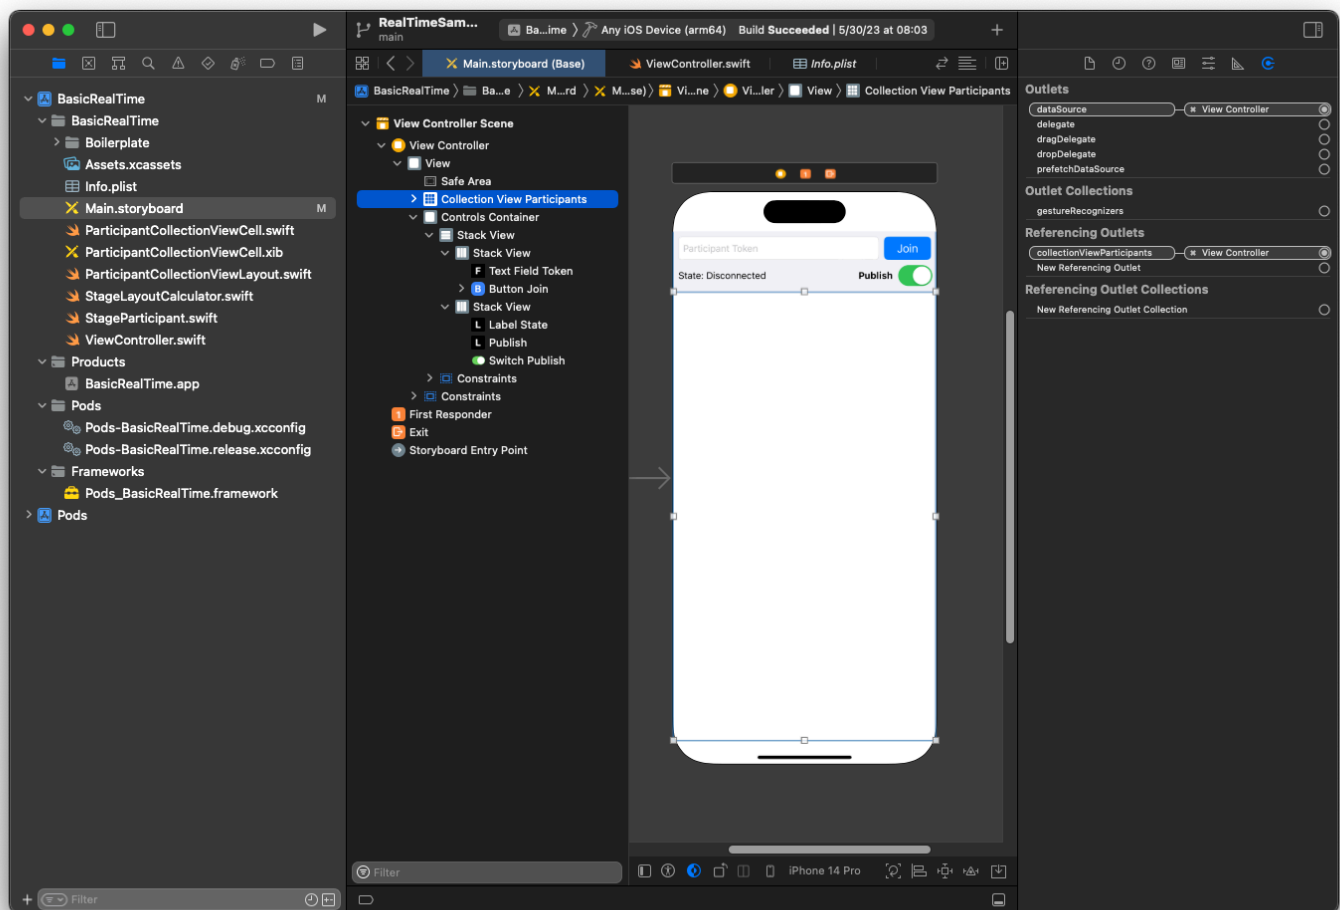 RealTimeSam...
main
Ba...ime
Any iOS Device (arm64)
Build Succeeded | 5/30/23 at 08:03
Main.storyboard (Base)
ViewController.swift
Info.plist
BasicRealTime
Ba...e
M...rd
M...se)
Vi...ne
Vi...ler
View
Collection View Participants
BasicRealTime M
BasicRealTime
Boilerplate
Assets.xcassets
Info.plist
Main.storyboard M
ParticipantCollectionViewCell.swift
ParticipantCollectionViewCell.xib
ParticipantCollectionViewLayout.swift
StageLayoutCalculator.swift
StageParticipant.swift
ViewController.swift
Products
BasicRealTime.app
Pods
Pods-BasicRealTime.debug.xcconfig
Pods-BasicRealTime.release.xcconfig
Frameworks
Pods_BasicRealTime.framework
Pods
Filter
View Controller Scene
View Controller
View
Safe Area
Collection View Participants
Controls Container
Stack View
Stack View
F Text Field Token
B Button Join
Stack View
L Label State
L Publish
Switch Publish
Constraints
Constraints
1 First Responder
Exit
Storyboard Entry Point
Filter
1
Participant Token
Join
State: Disconnected
Publish
iPhone 14 Pro
Outlets
dataSource
View Controller
delegate
dragDelegate
dropDelegate
prefetchDataSource
Outlet Collections
gestureRecognizers
Referencing Outlets
collectionViewParticipants
View Controller
New Referencing Outlet
Referencing Outlet Collections
New Referencing Outlet Collection